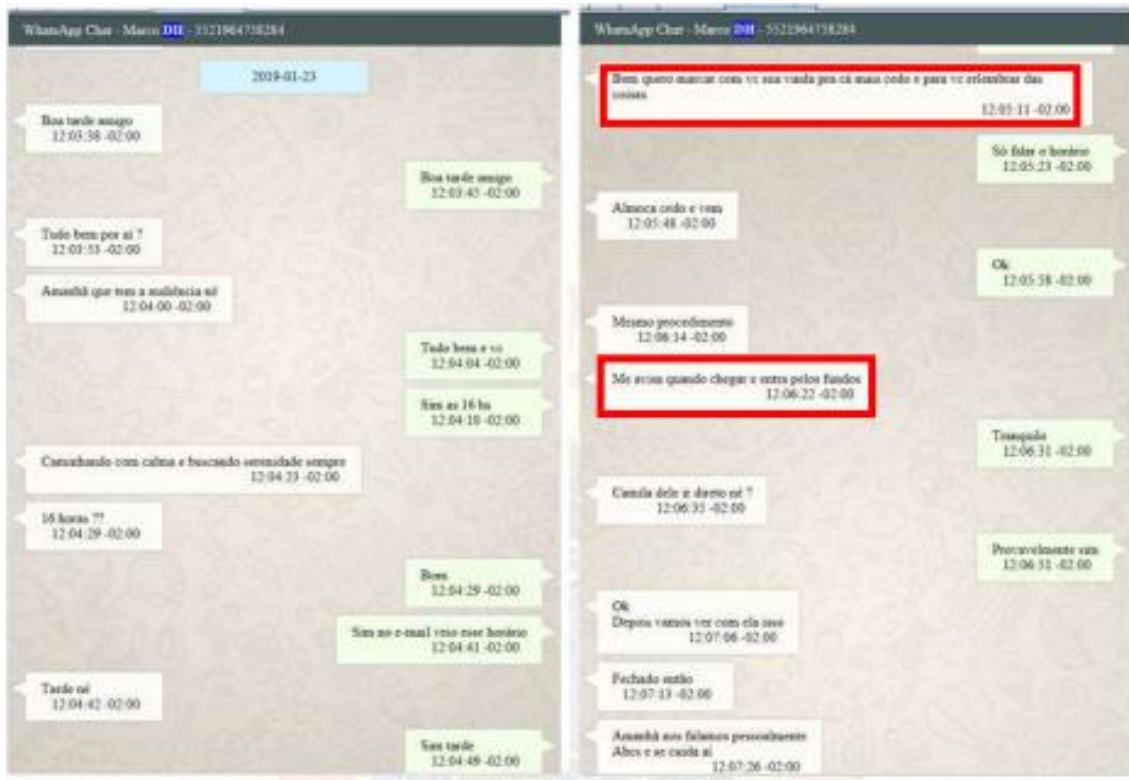 WhatsApp Chat - Marco DH - 5521964758284
2019-01-23
Boa tarde amigo
12:03:38 -02:00
Boa tarde amigo
12:03:45 -02:00
Tudo bem por ai ?
12:03:53 -02:00
Amanhã que tem a audiência né
12:04:00 -02:00
Tudo bem e vc
12:04:04 -02:00
Sim as 16 hs
12:04:10 -02:00
Caminhando com calma e buscando serenidade sempre
12:04:23 -02:00
16 horas ??
12:04:29 -02:00
Bom
12:04:29 -02:00
Sim no e-mail veio esse horário
12:04:41 -02:00
Tarde né
12:04:42 -02:00
Sim tarde
12:04:49 -02:00
WhatsApp Chat - Marco DH - 5521964758284
Bom quero marcar com vc sua vinda pra cá mais cedo e para vc relembrar das
coisas
12:05:11 -02:00
Só falar o horário
12:05:23 -02:00
Almoca cedo e vem
12:05:48 -02:00
Ok
12:05:58 -02:00
Mesmo procedimento
12:06:14 -02:00
Me avisa quando chegar e entra pelos fundos
12:06:22 -02:00
Tranquilo
12:06:31 -02:00
Camila dele ir direto né ?
12:06:35 -02:00
Provavelmente sim
12:06:51 -02:00
Ok
Depois vamos ver com ela isso
12:07:06 -02:00
Fechado então
12:07:13 -02:00
Amanhã nos falamos pessoalmente
Abcs e se cuida aí
12:07:26 -02:00